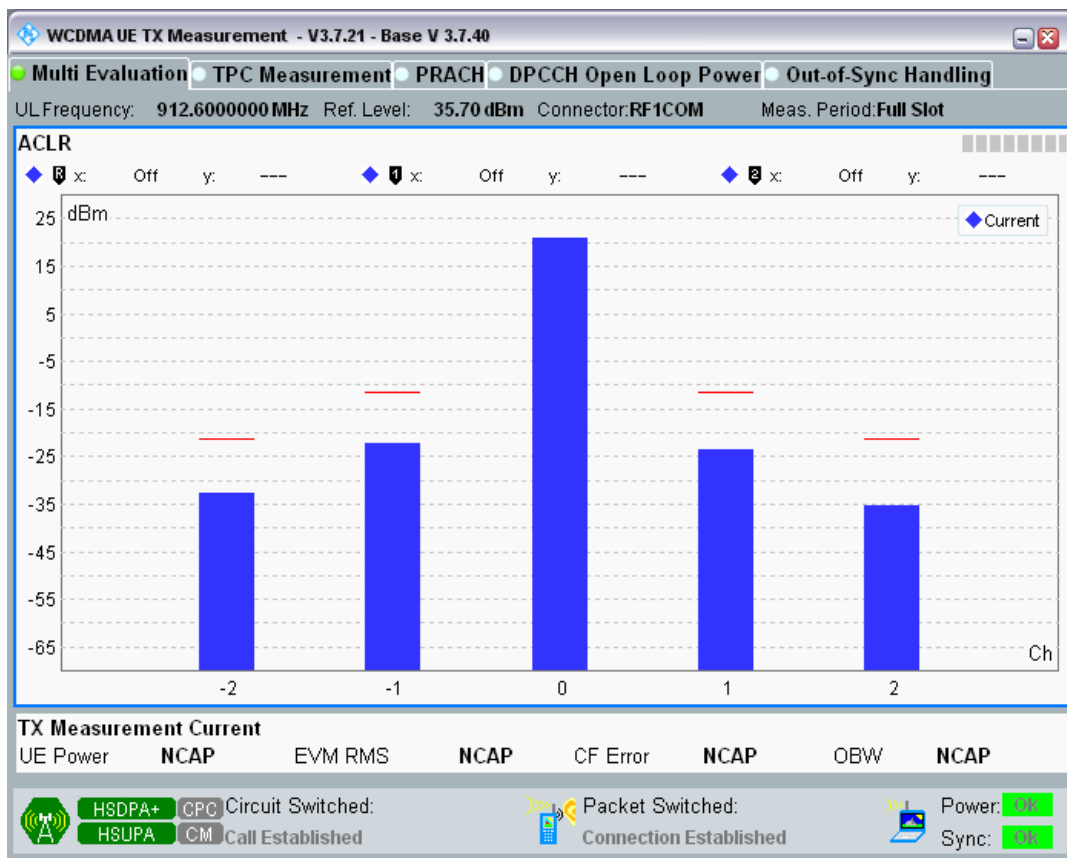 WCDMA UE TX Measurement - V3.7.21 - Base V 3.7.40
Multi Evaluation TPC Measurement PRACH DPCCH Open Loop Power Out-of-Sync Handling
UL Frequency: 912.6000000 MHz Ref. Level: 35.70 dBm Connector:RF1COM Meas. Period:Full Slot
ACLR
R x: Off y: --- 1 x: Off y: --- 2 x: Off y: ---
dBm
Current
25
15
5
-5
-15
-25
-35
-45
-55
-65
Ch
-2 -1 0 1 2
TX Measurement Current
UE Power NCAP EVM RMS NCAP CF Error NCAP OBW NCAP
HSDPA+ CPC Circuit Switched: Packet Switched: Power: OK
HSUPA CM Call Established Connection Established Sync: OK